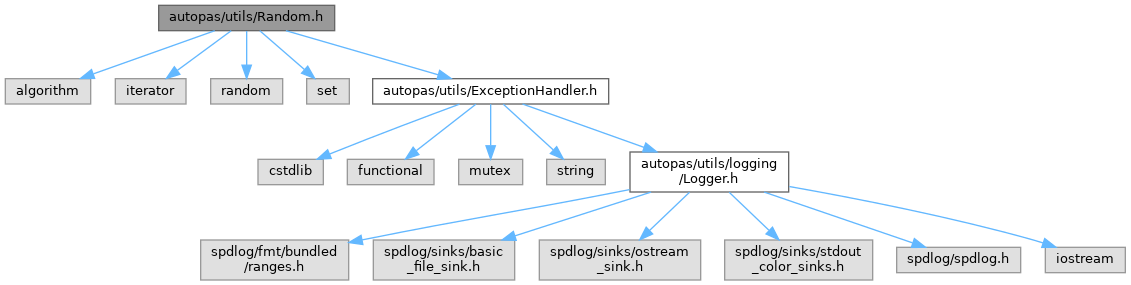 autopas/utils/Random.h
algorithm
iterator
random
set
autopas/utils/ExceptionHandler.h
cstdlib
functional
mutex
string
autopas/utils/logging
/Logger.h
spdlog/fmt/bundled
/ranges.h
spdlog/sinks/basic
_file_sink.h
spdlog/sinks/ostream
_sink.h
spdlog/sinks/stdout
_color_sinks.h
spdlog/spdlog.h
iostream